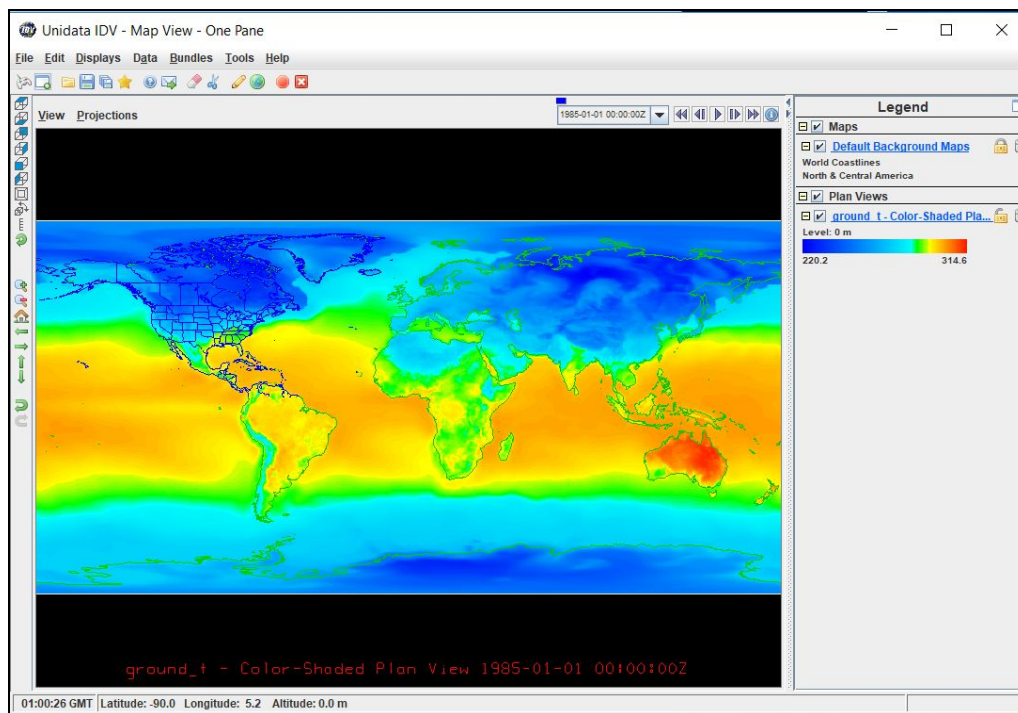 Unidata IDV - Map View - One Pane
File Edit Displays Data Bundles Tools Help
View Projections
1985-01-01 00:00:00Z
Legend
Maps
Default Background Maps
World Coastlines
North & Central America
Plan Views
ground_t - Color-Shaded Pla...
Level: 0 m
220.2 314.6
ground_t - Color-Shaded Plan View 1985-01-01 00:00:00Z
01:00:26 GMT Latitude: -90.0 Longitude: 5.2 Altitude: 0.0 m